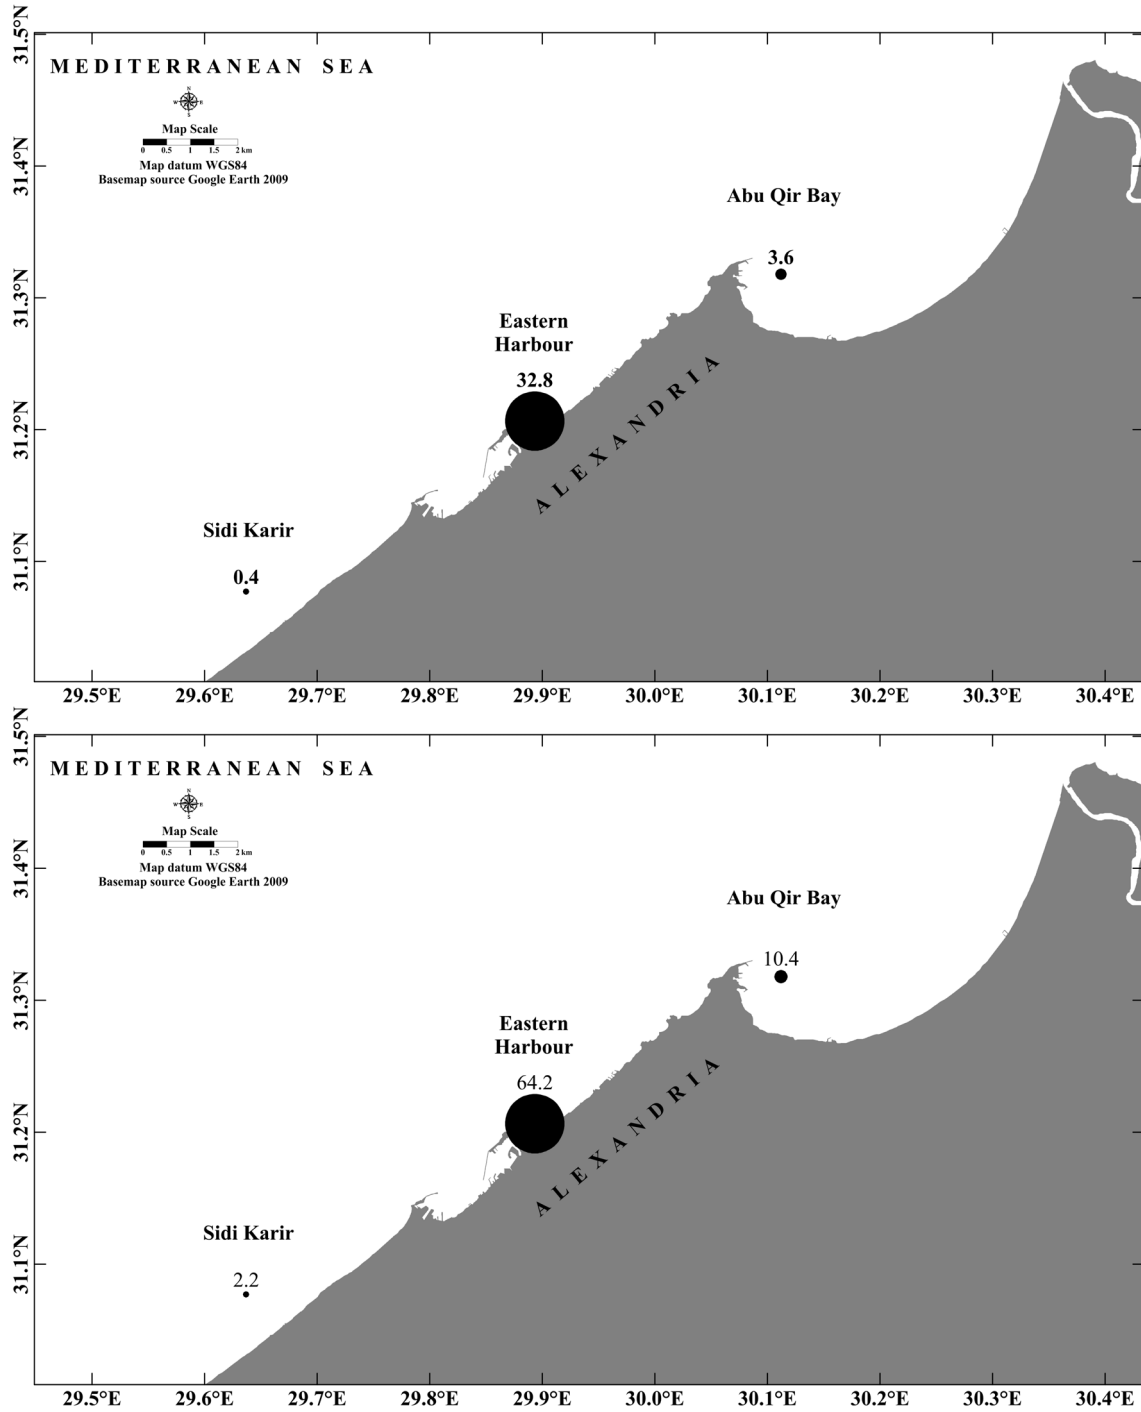 31.5°N
MEDITERRANEAN SEA
N
W E
S
Map Scale
0 0.5 1 1.5 2 km
Map datum WGS84
Basemap source Google Earth 2009
31.4°N
Abu Qir Bay
3.6
31.3°N
Eastern
Harbour
32.8
ALEXANDRIA
31.2°N
Sidi Karir
0.4
31.1°N
29.5°E 29.6°E 29.7°E 29.8°E 29.9°E 30.0°E 30.1°E 30.2°E 30.3°E 30.4°E
31.5°N
MEDITERRANEAN SEA
N
W E
S
Map Scale
0 0.5 1 1.5 2 km
Map datum WGS84
Basemap source Google Earth 2009
31.4°N
Abu Qir Bay
10.4
31.3°N
Eastern
Harbour
64.2
ALEXANDRIA
31.2°N
Sidi Karir
2.2
31.1°N
29.5°E 29.6°E 29.7°E 29.8°E 29.9°E 30.0°E 30.1°E 30.2°E 30.3°E 30.4°E